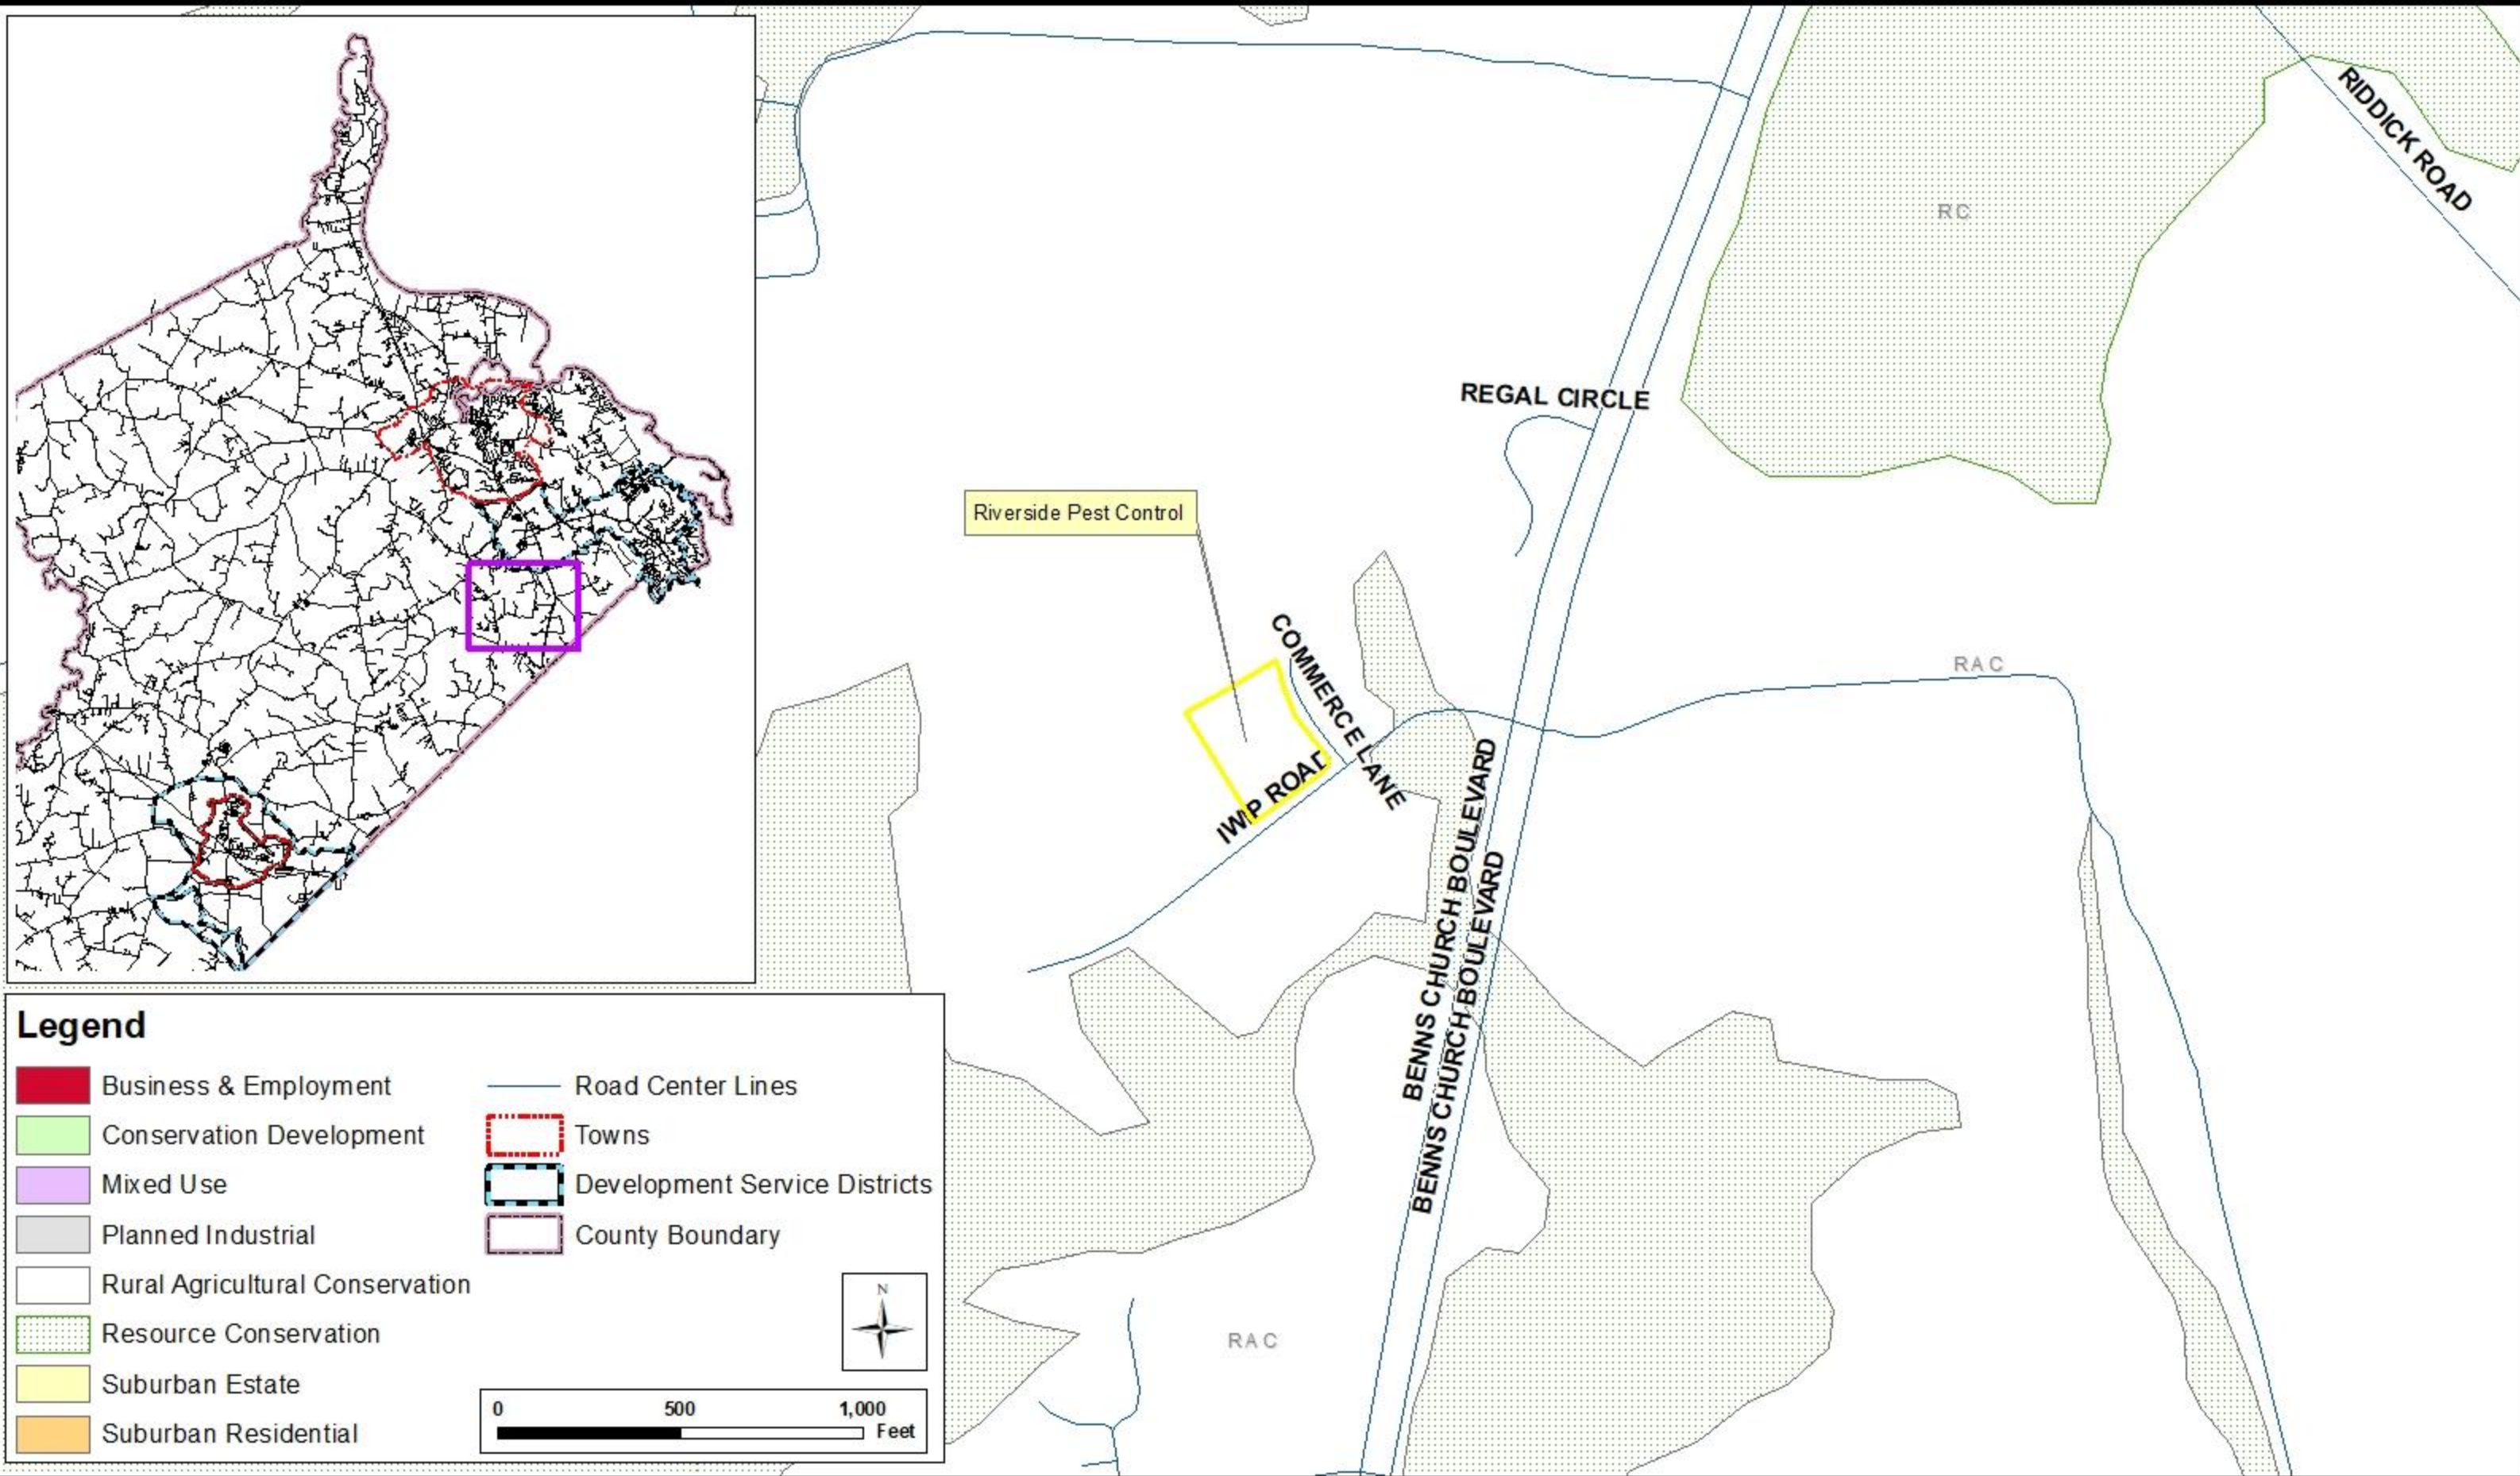 RIDDICK ROAD
RC
REGAL CIRCLE
Riverside Pest Control
COMMERCE LANE
RAC
IWP ROAD
BENNS CHURCH BOULEVARD
BENNS CHURCH BOULEVARD
RAC
Legend
Business & Employment
Conservation Development
Mixed Use
Planned Industrial
Rural Agricultural Conservation
Resource Conservation
Suburban Estate
Suburban Residential
Road Center Lines
Towns
Development Service Districts
County Boundary
N
0 500 1,000
Feet